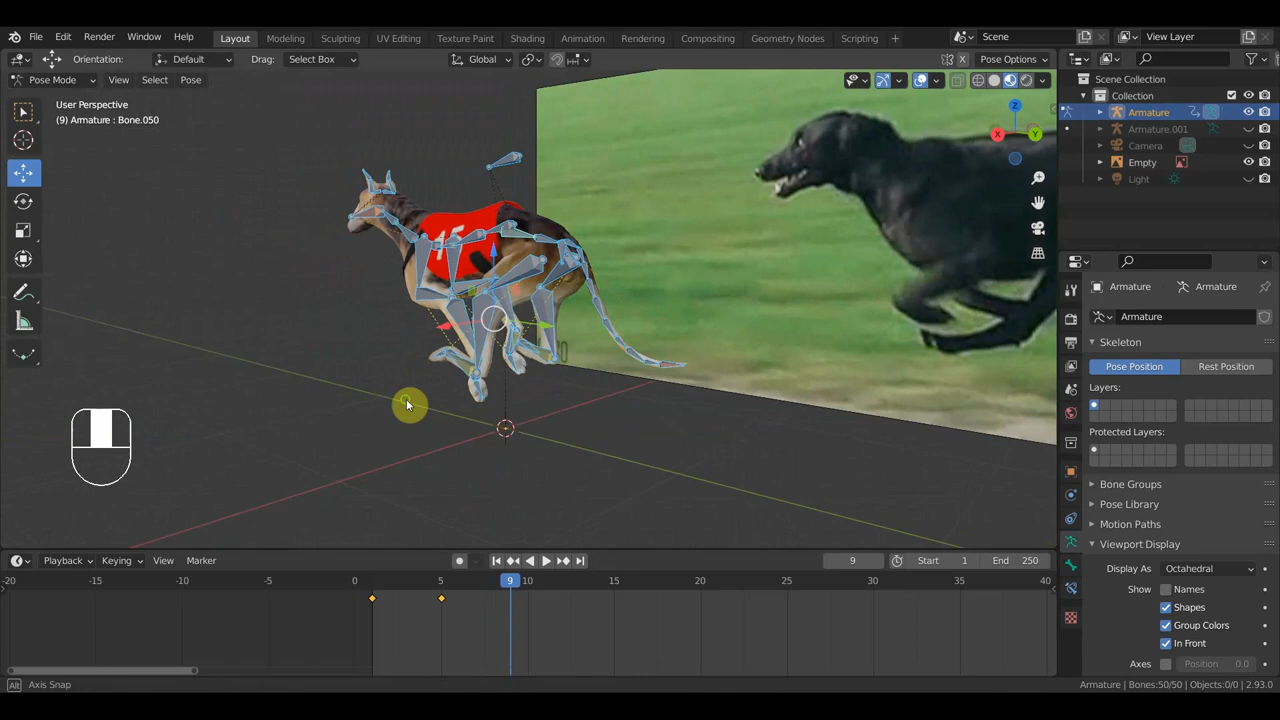 File Edit Render Window Help Layout Modeling Sculpting UV Editing Texture Paint Shading Animation Rendering Compositing Geometry Nodes Scripting + Scene View Layer
Orientation: Default Drag: Select Box Global X Pose Options
Pose Mode View Select Pose
User Perspective
(9) Armature : Bone.050
Scene Collection
Collection
Armature
Armature.001
Camera
Empty
Light
Z
X
Y
15
Armature Armature
Armature
Skeleton
Pose Position Rest Position
Layers:
Protected Layers:
Bone Groups
Pose Library
Motion Paths
Viewport Display
Display As Octahedral
Show Names
Shapes
Group Colors
In Front
Axes Position 0.0
Playback Keying View Marker 9 Start 1 End 250
-20 -15 -10 -5 0 5 9 10 15 20 25 30 35 40
Alt Axis Snap
Armature | Bones:50/50 | Objects:0/0 | 2.93.0